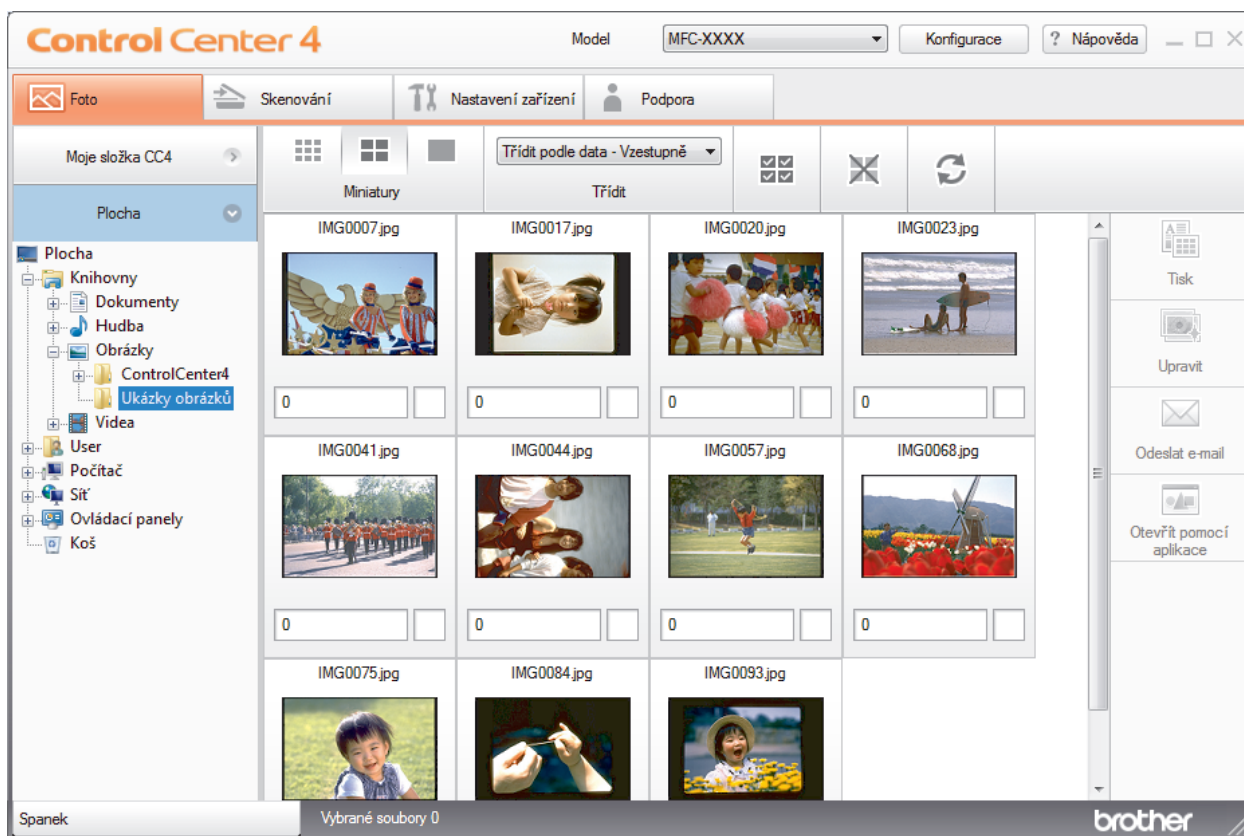 Control Center 4
Model
MFC-XXXX
Konfigurace
? Nápověda
Foto
Skenování
Nastavení zařízení
Podpora
Moje složka CC4
Plocha
Miniatury
Třídit podle data - Vzestupně
Třídit
Plocha
Knihovny
Dokumenty
Hudba
Obrázky
ControlCenter4
Ukázky obrázků
Videa
User
Počítač
Síť
Ovládací panely
Koš
IMG0007.jpg
IMG0017.jpg
IMG0020.jpg
IMG0023.jpg
0
0
0
0
IMG0041.jpg
IMG0044.jpg
IMG0057.jpg
IMG0068.jpg
0
0
0
0
IMG0075.jpg
IMG0084.jpg
IMG0093.jpg
Tisk
Upravit
Odeslat e-mail
Otevřít pomocí
aplikace
Spanek
Vybrané soubory 0
brother